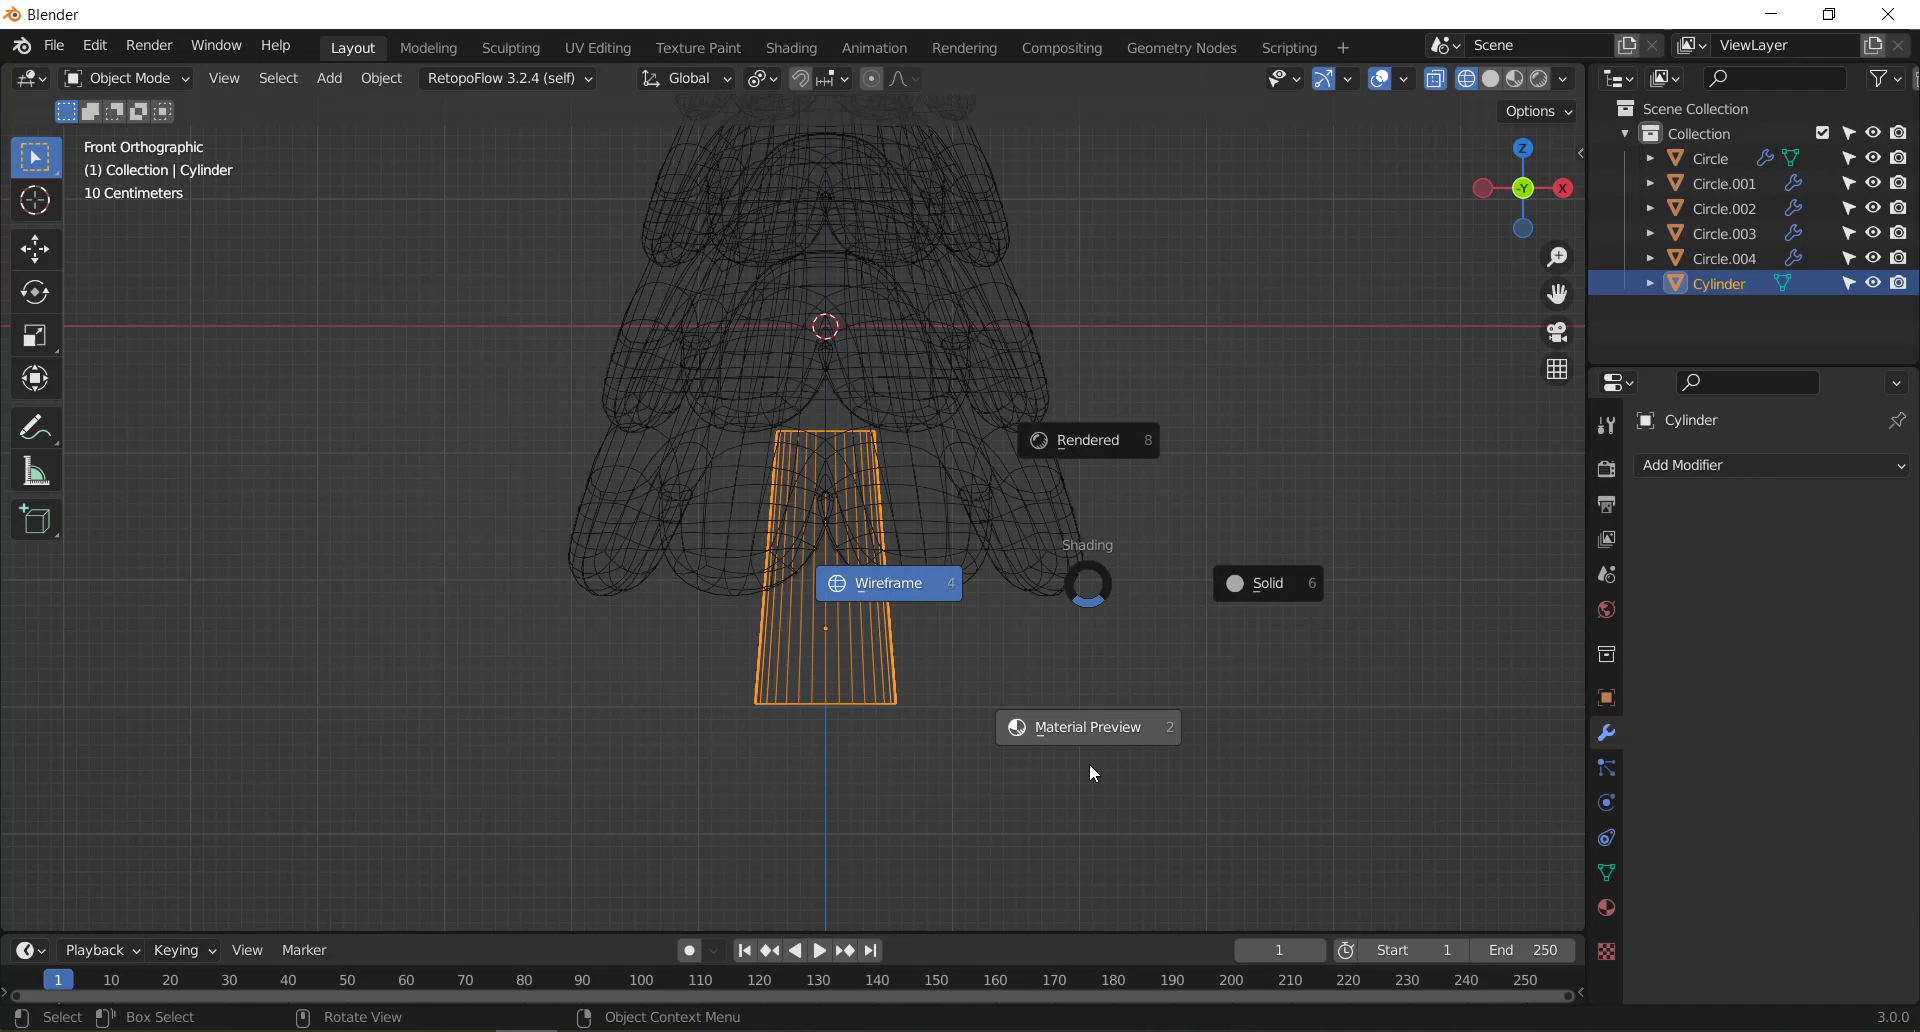 Blender
File Edit Render Window Help Layout Modeling Sculpting UV Editing Texture Paint Shading Animation Rendering Compositing Geometry Nodes Scripting + Scene ViewLayer
Object Mode View Select Add Object RetopoFlow 3.2.4 (self) Global
Options
Front Orthographic
(1) Collection | Cylinder
10 Centimeters
Z
-Y X
Scene Collection
Collection
Circle
Circle.001
Circle.002
Circle.003
Circle.004
Cylinder
Cylinder
Add Modifier
Rendered 8
Shading
Wireframe 4
Solid 6
Material Preview 2
Playback Keying View Marker 1 Start 1 End 250
1 10 20 30 40 50 60 70 80 90 100 110 120 130 140 150 160 170 180 190 200 210 220 230 240 250
Select Box Select Rotate View Object Context Menu 3.0.0